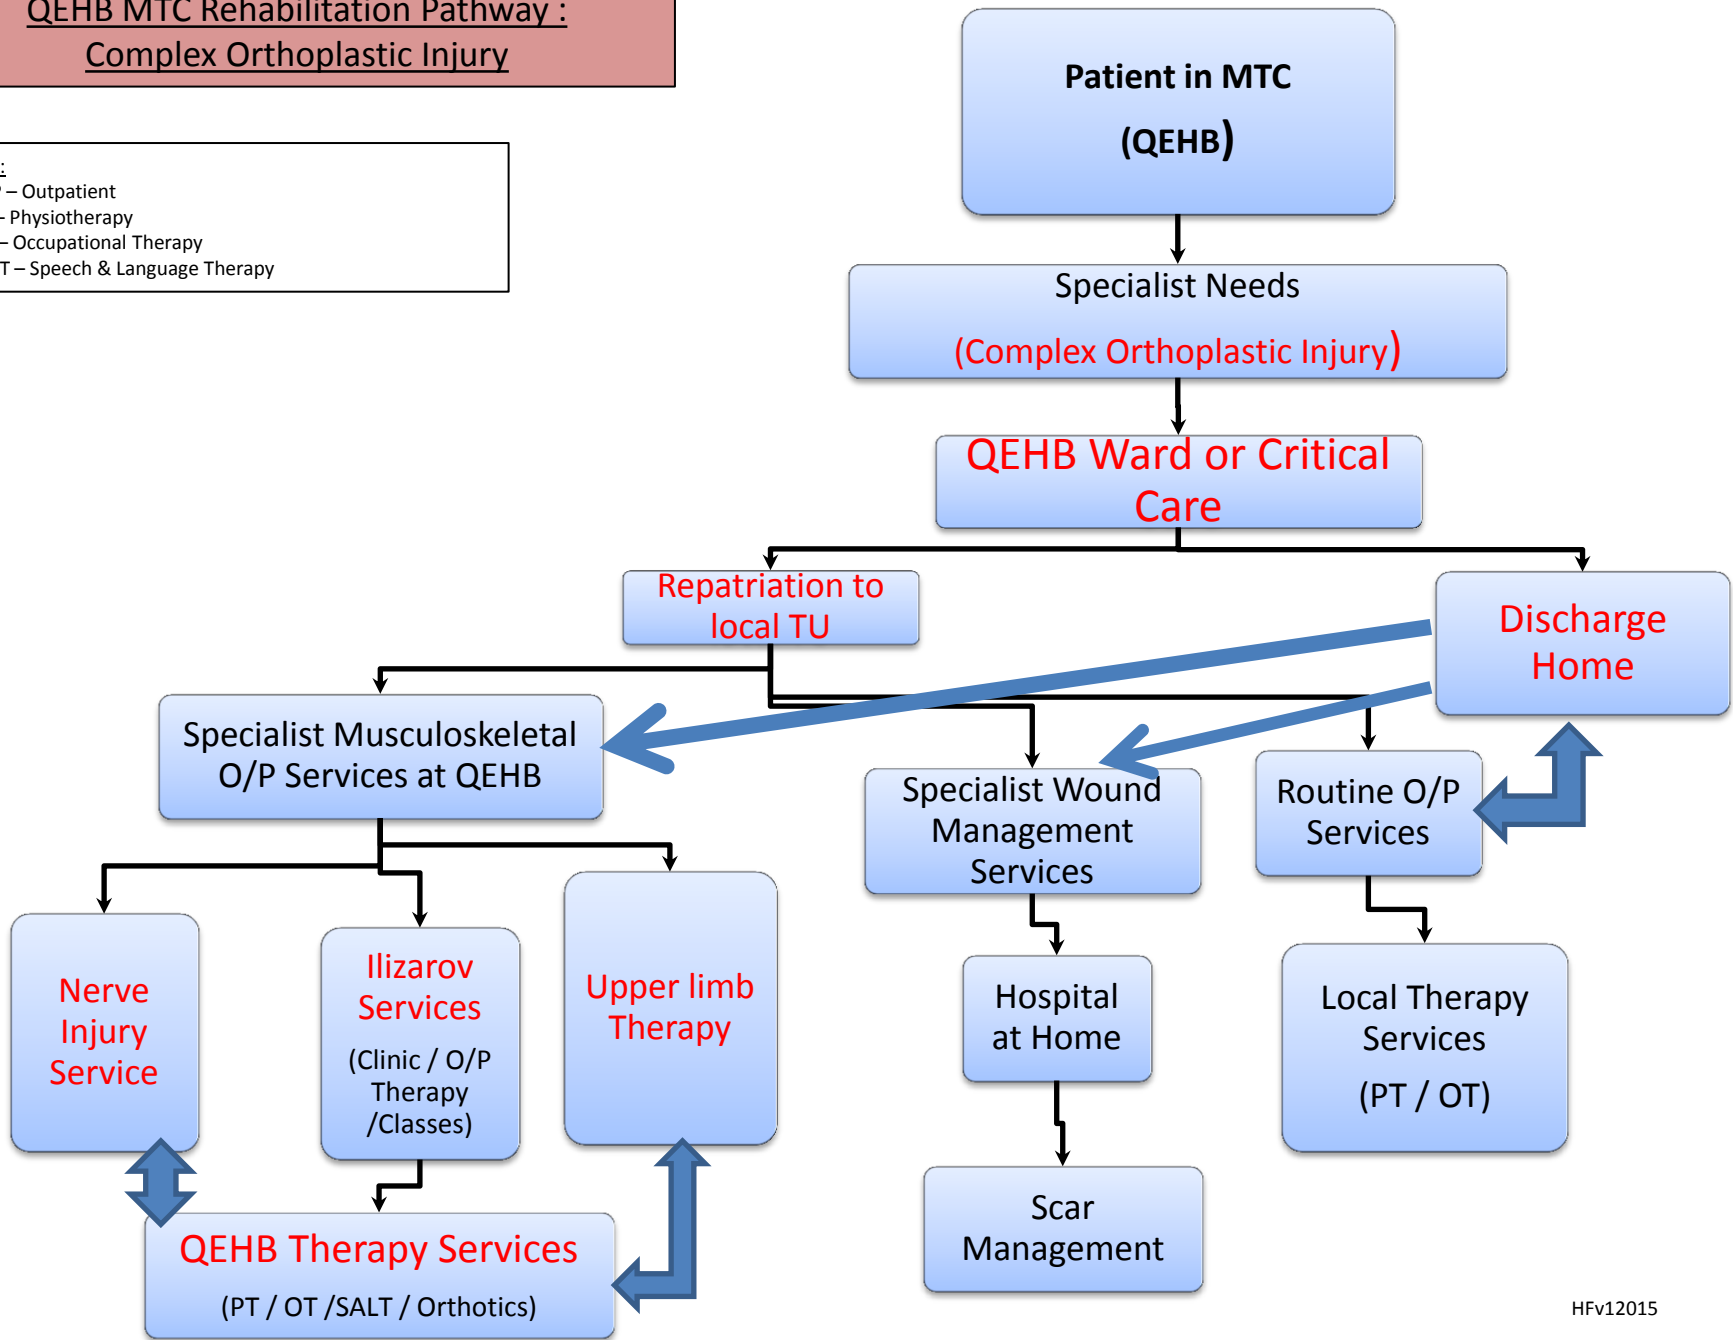 QEHB MTC Rehabilitation Pathway :
Complex Orthoplastic Injury
– Outpatient
– Physiotherapy
– Occupational Therapy
T – Speech & Language Therapy
Patient in MTC
(QEHB)
Specialist Needs
(Complex Orthoplastic Injury)
QEHB Ward or Critical
Care
Repatriation to
local TU
Discharge
Home
Specialist Musculoskeletal
O/P Services at QEHB
Specialist Wound
Management
Services
Routine O/P
Services
Nerve
Injury
Service
Ilizarov
Services
(Clinic / O/P
Therapy
/Classes)
Upper limb
Therapy
Hospital
at Home
Local Therapy
Services
(PT / OT)
QEHB Therapy Services
(PT / OT /SALT / Orthotics)
Scar
Management
HFv12015